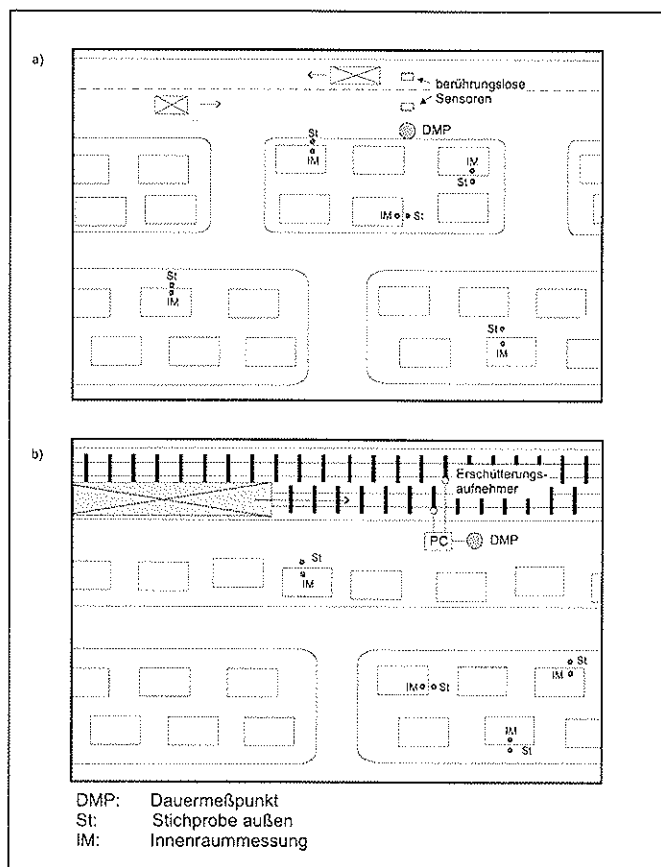 a)
berührungslose
Sensoren
DMP
St
IM
IM
St
IM St
St
IM
St
IM
b)
Erschütterungs-
aufnehmer
PC DMP
St
IM
St
IM
IM St
IM
St
DMP: Dauermeßpunkt
St: Stichprobe außen
IM: Innenraummessung